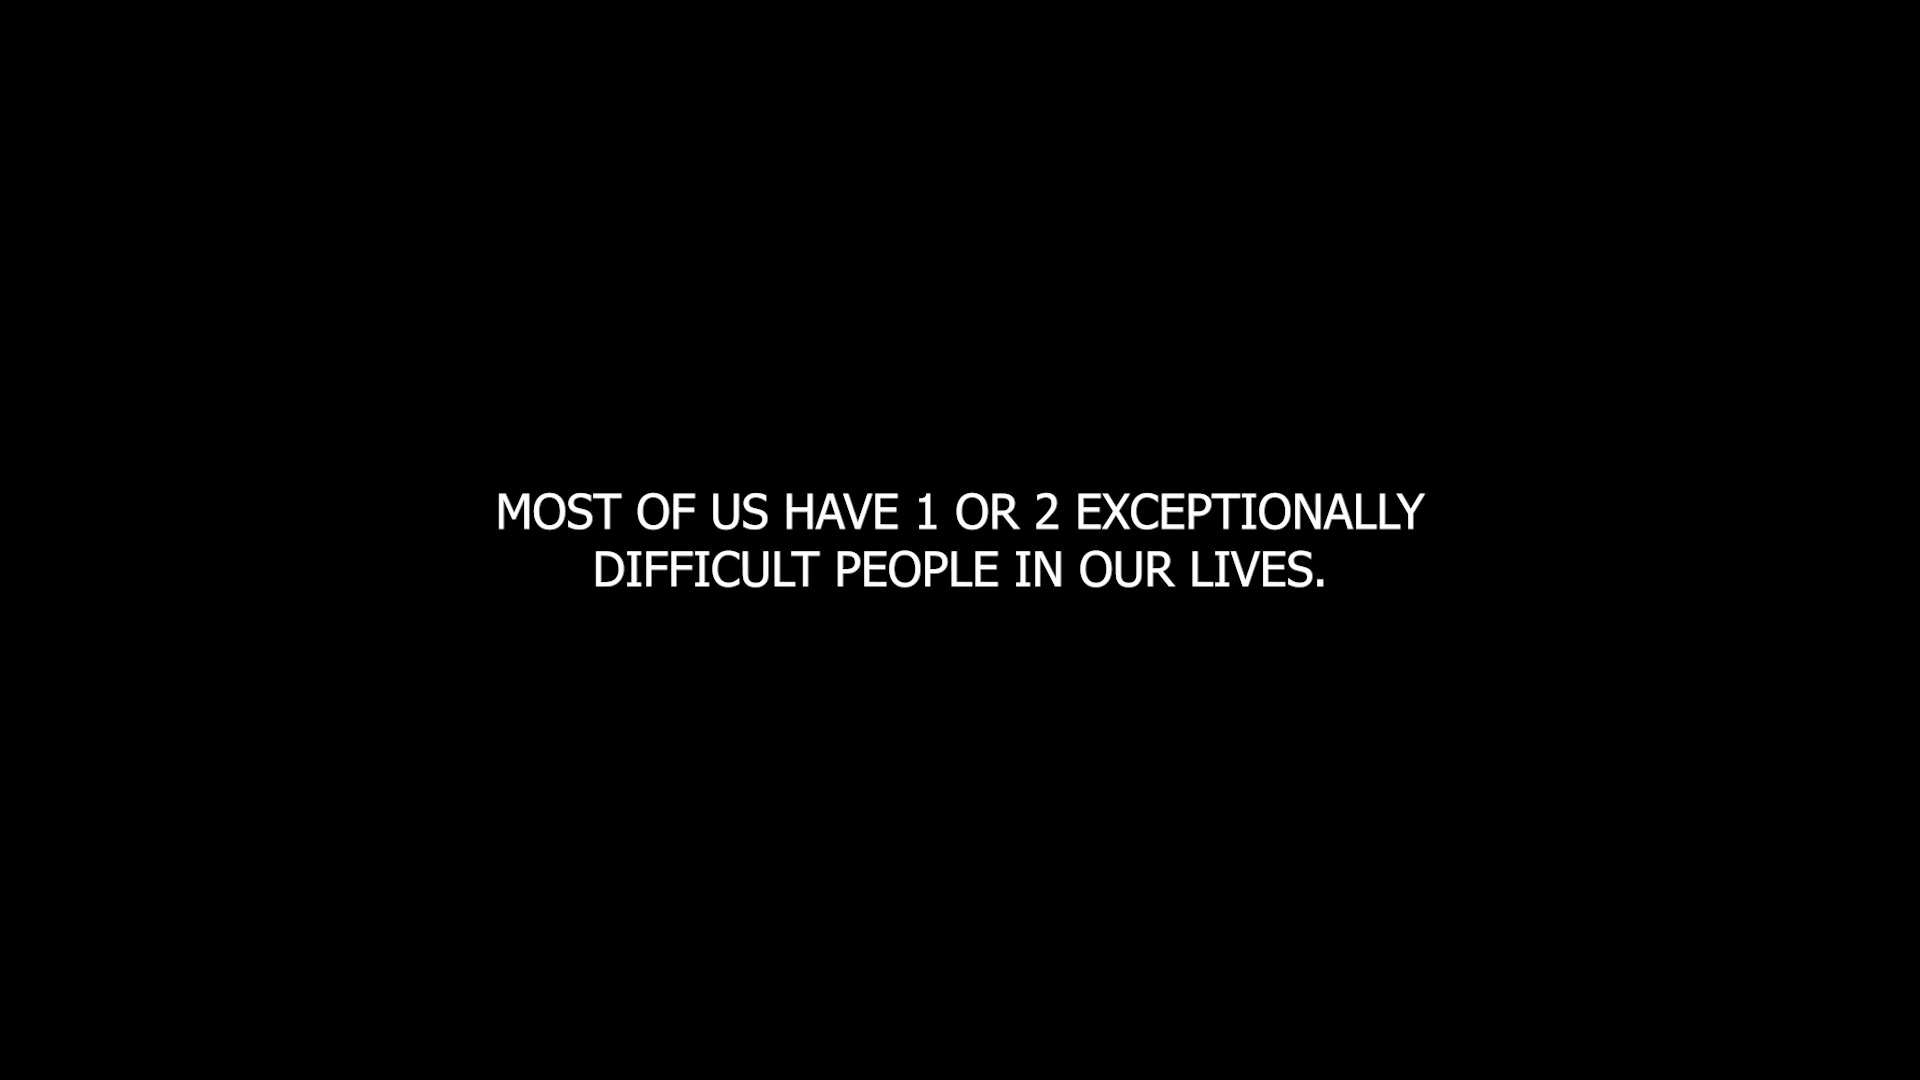 MOST OF US HAVE 1 OR 2 EXCEPTIONALLY
DIFFICULT PEOPLE IN OUR LIVES.